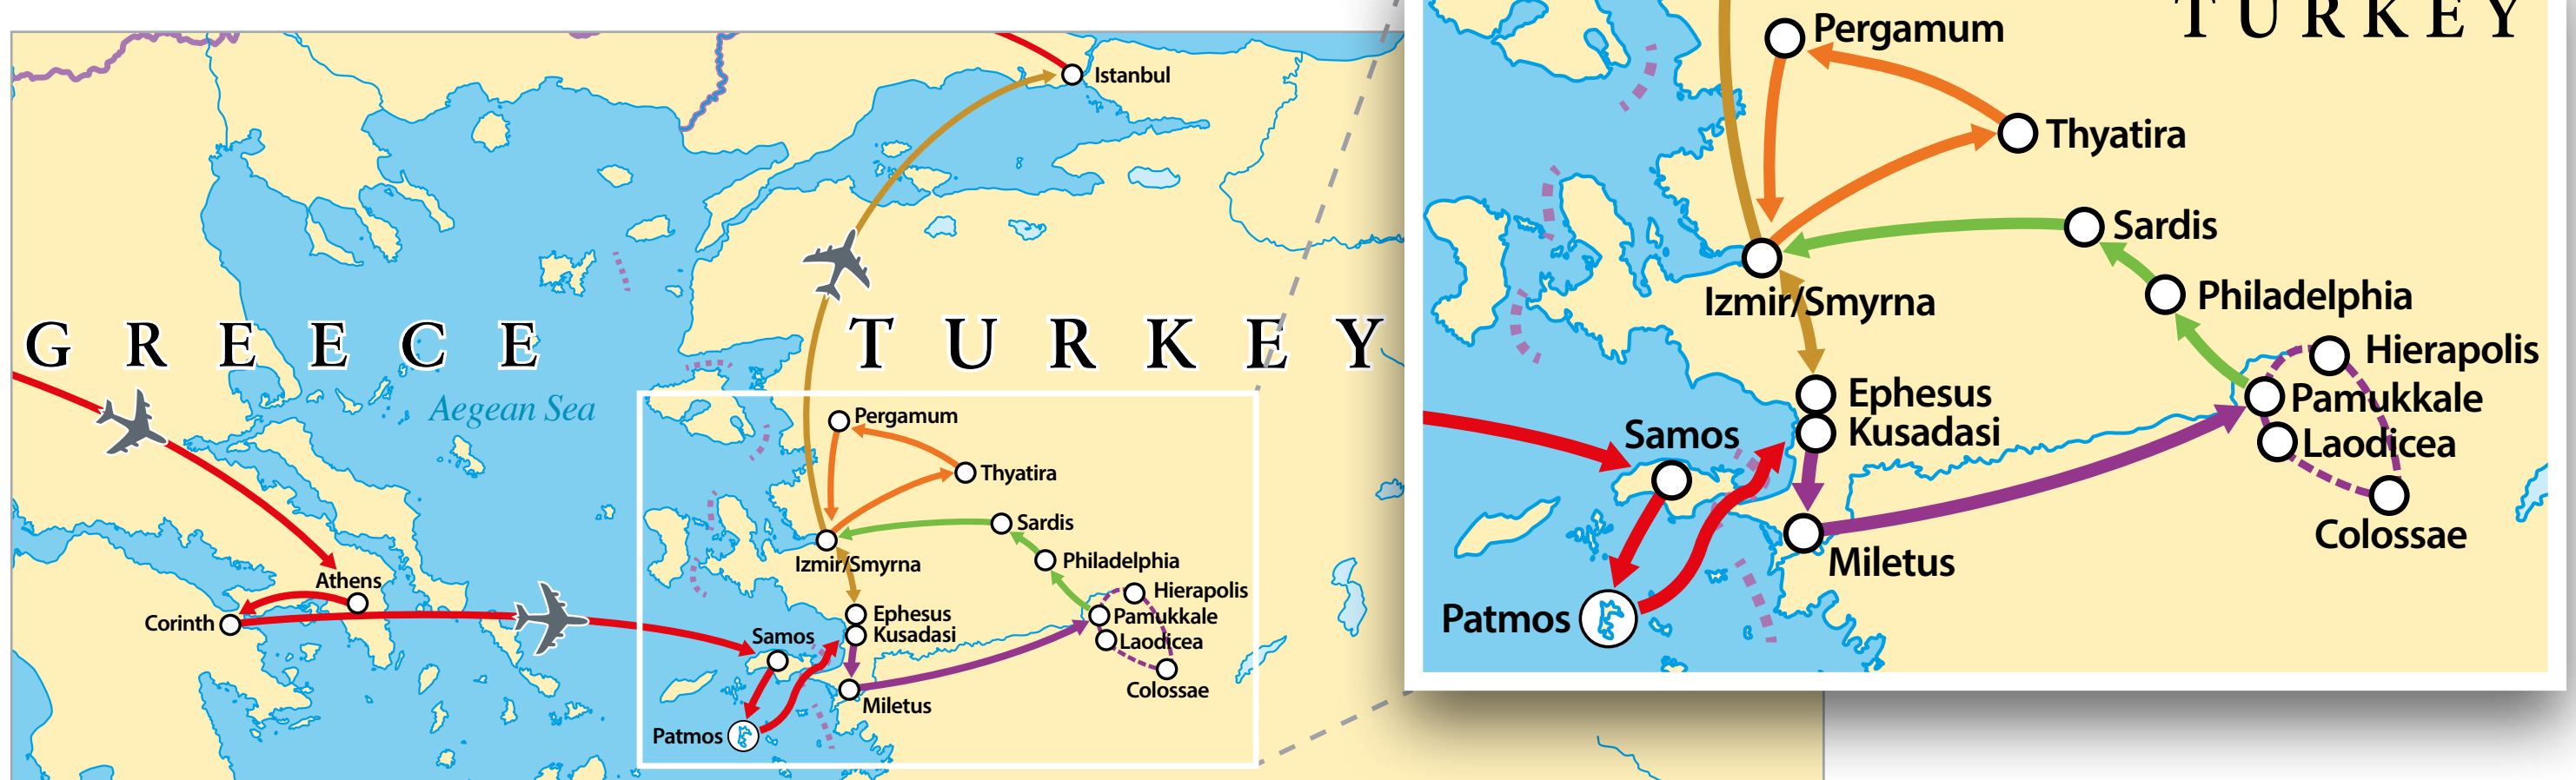 Istanbul
GREECE
TURKEY
Aegean Sea
Pergamum
Thyatira
Sardis
Izmir/Smyrna
Philadelphia
Athens
Hierapolis
Corinth
Ephesus
Pamukkale
Kusadasi
Samos
Laodicea
Colossae
Miletus
Patmos
TURKEY
Pergamum
Thyatira
Sardis
Izmir/Smyrna
Philadelphia
Hierapolis
Ephesus
Pamukkale
Kusadasi
Samos
Laodicea
Colossae
Miletus
Patmos